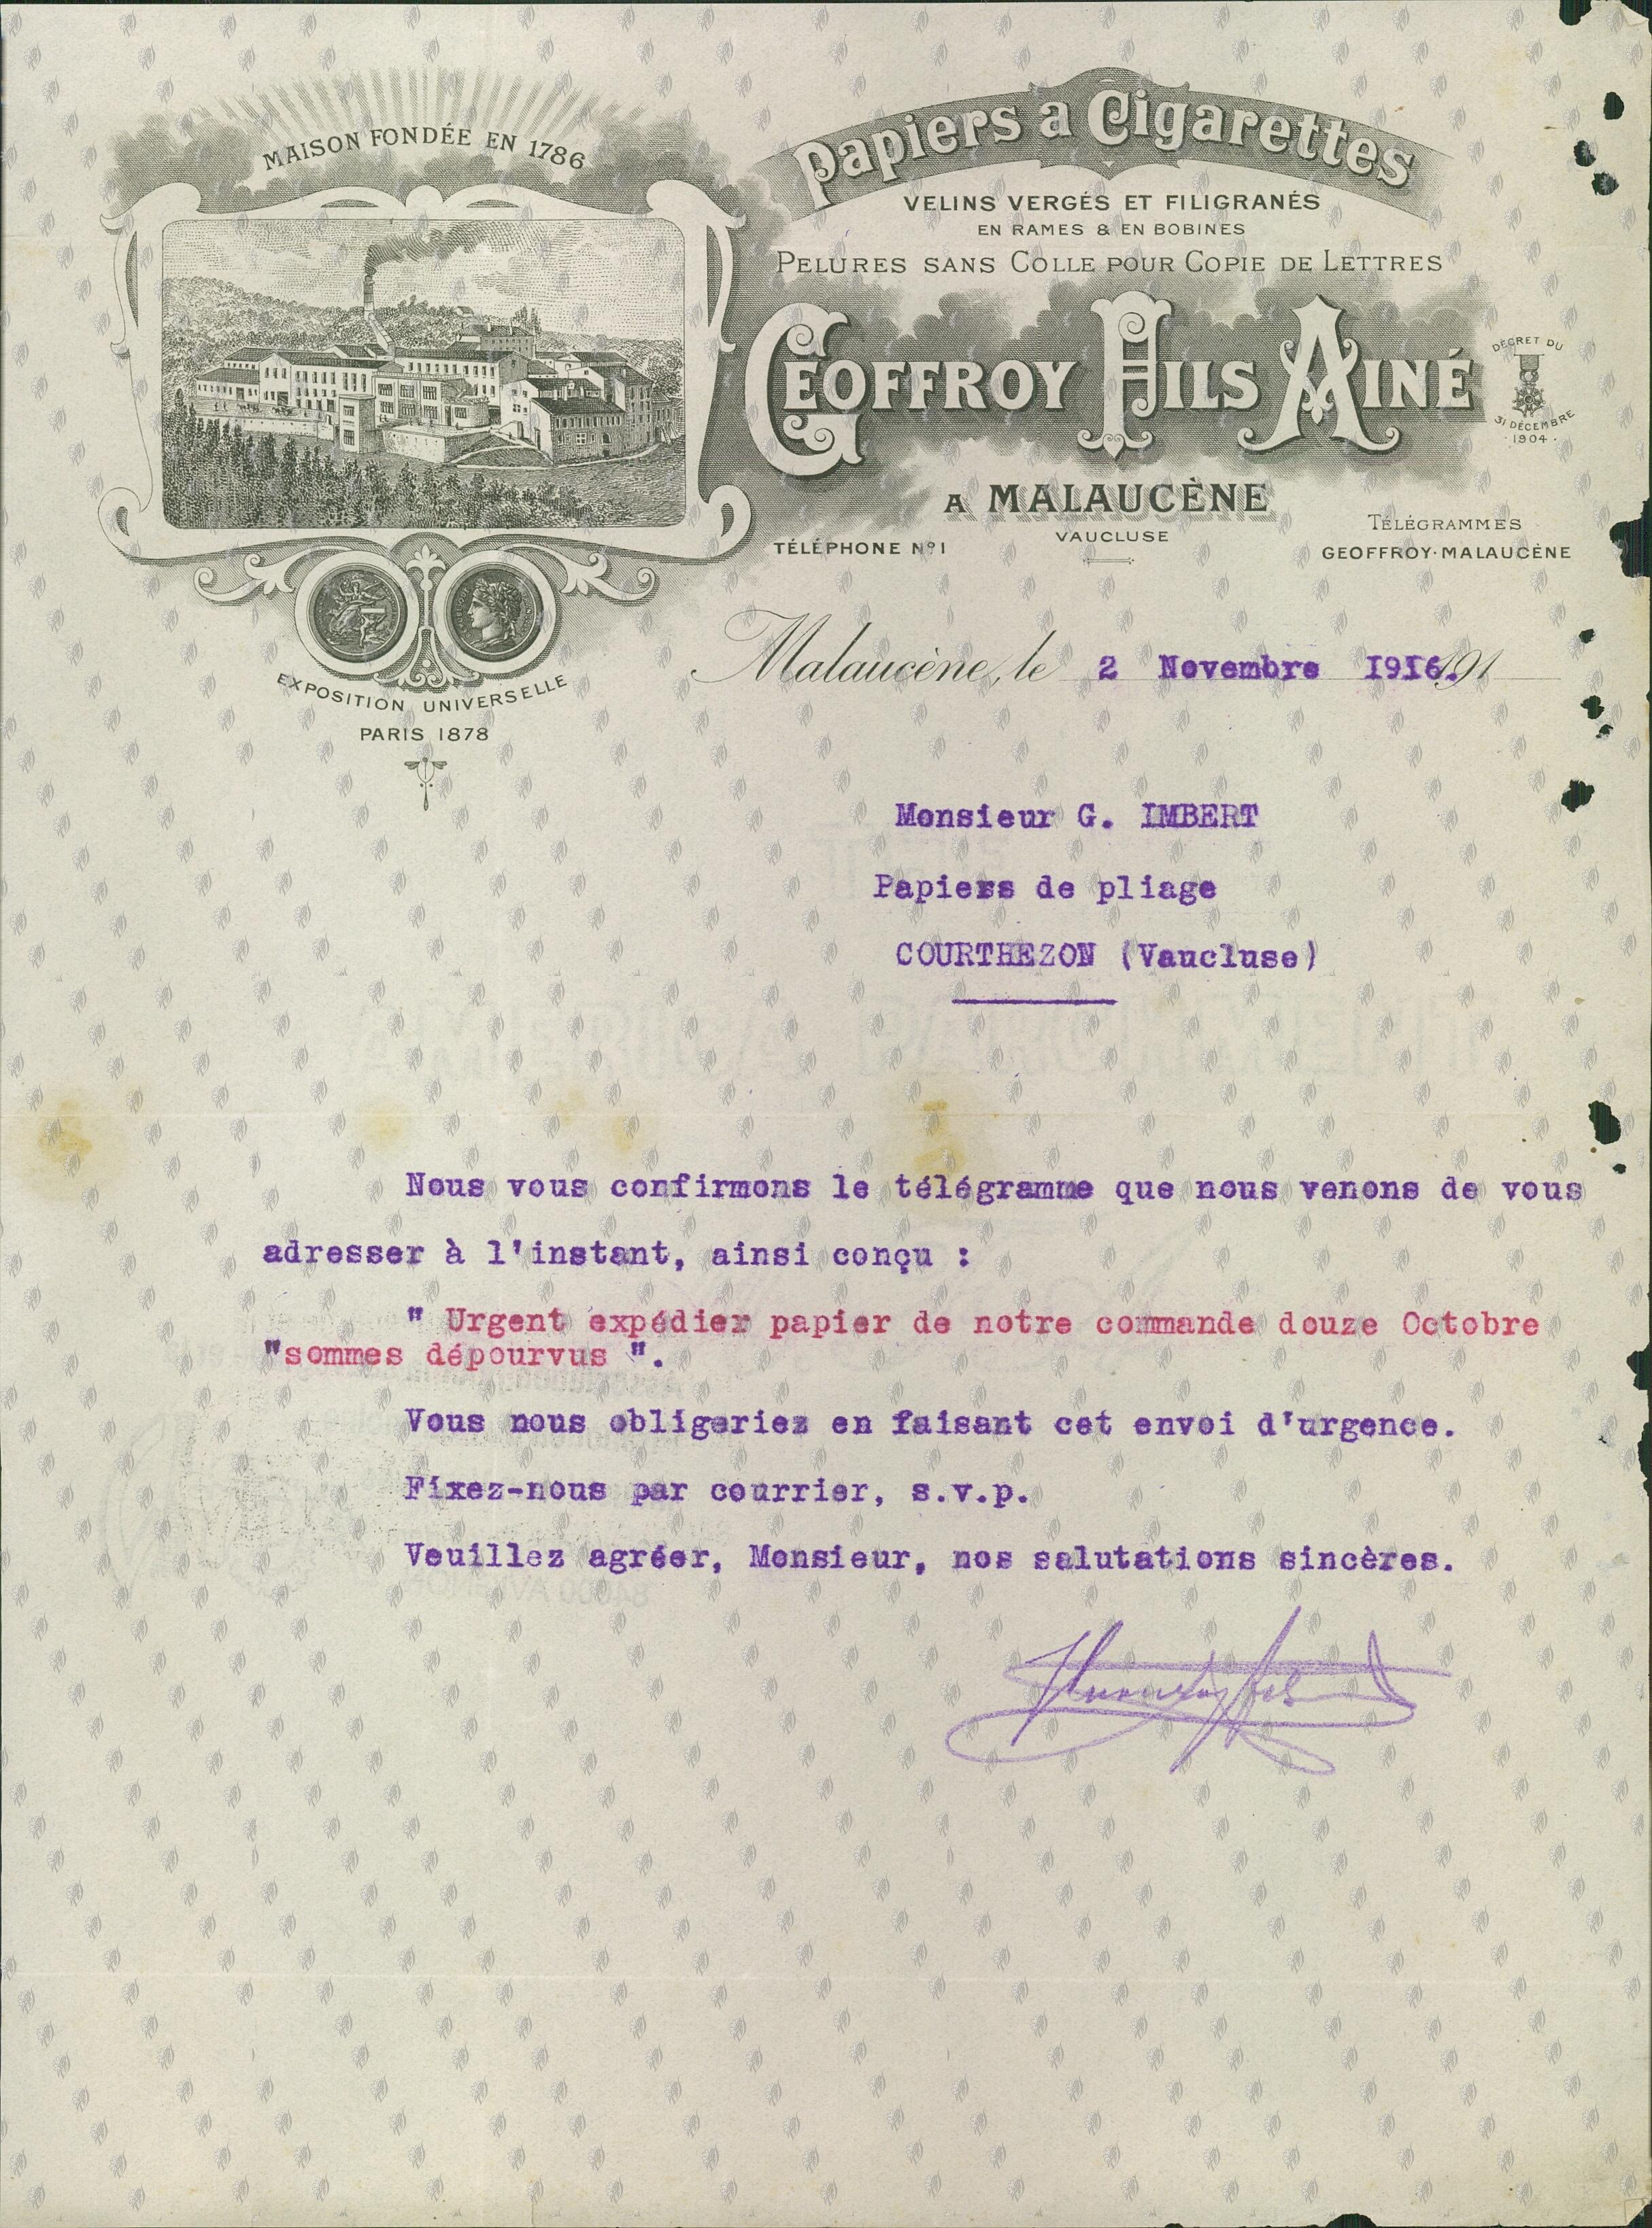 MAISON FONDÉE EN 1786
Papiers a Cigarettes
VELINS VERGÉS ET FILIGRANÉS
EN RAMES & EN BOBINES
PELURES SANS COLLE POUR COPIE DE LETTRES
GEOFFROY FILS AINÉ
DÉCRET DU
31 DÉCEMBRE
1904
A MALAUCÈNE
VAUCLUSE
TÉLÉPHONE Nº1
TÉLÉGRAMMES
GEOFFROY-MALAUCÈNE
EXPOSITION UNIVERSELLE
PARIS 1878
Malaucène, le 2 Novembre 1916. 191
Monsieur G. IMBERT
Papiers de pliage
COURTHEZON (Vaucluse)
Nous vous confirmons le télégramme que nous venons de vous
adresser à l'instant, ainsi conçu :
" Urgent expédier papier de notre commande douze Octobre
"sommes dépourvus ".
Vous nous obligeriez en faisant cet envoi d'urgence.
Fixez-nous par courrier, s.v.p.
Veuillez agréer, Monsieur, nos salutations sincères.